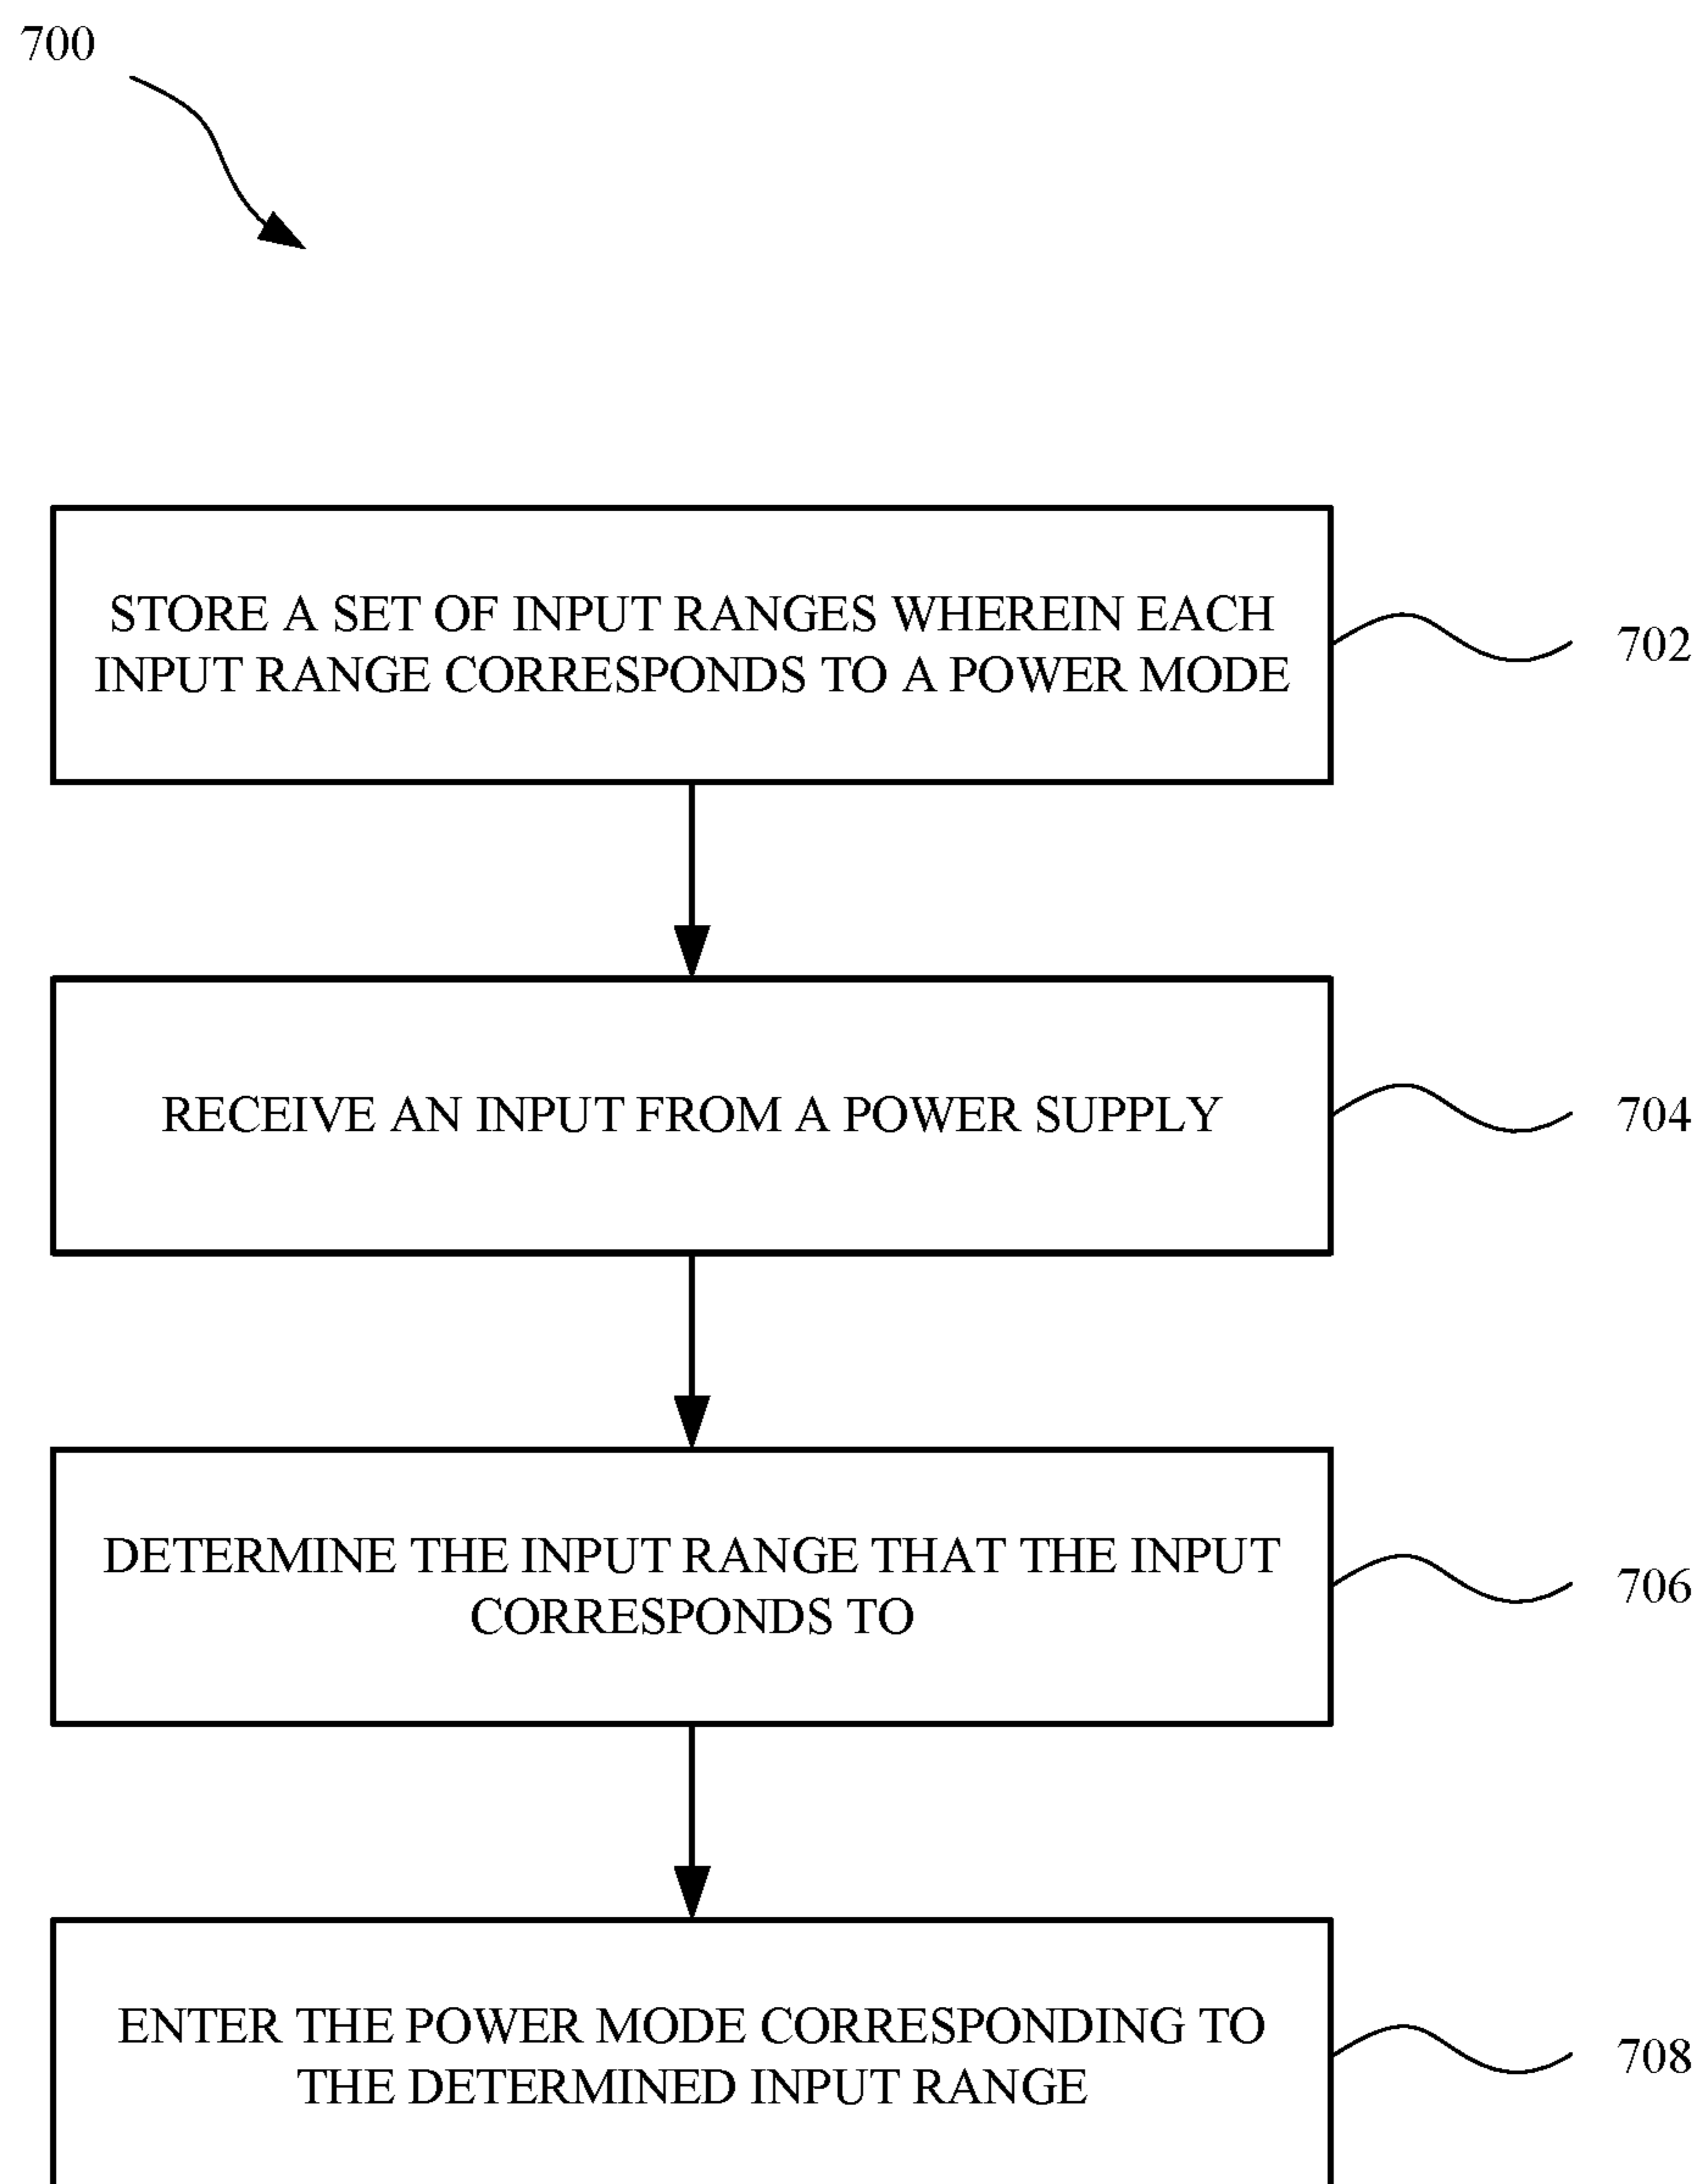 700
STORE A SET OF INPUT RANGES WHEREIN EACH
INPUT RANGE CORRESPONDS TO A POWER MODE
702
RECEIVE AN INPUT FROM A POWER SUPPLY
704
DETERMINE THE INPUT RANGE THAT THE INPUT
CORRESPONDS TO
706
ENTER THE POWER MODE CORRESPONDING TO
THE DETERMINED INPUT RANGE
708